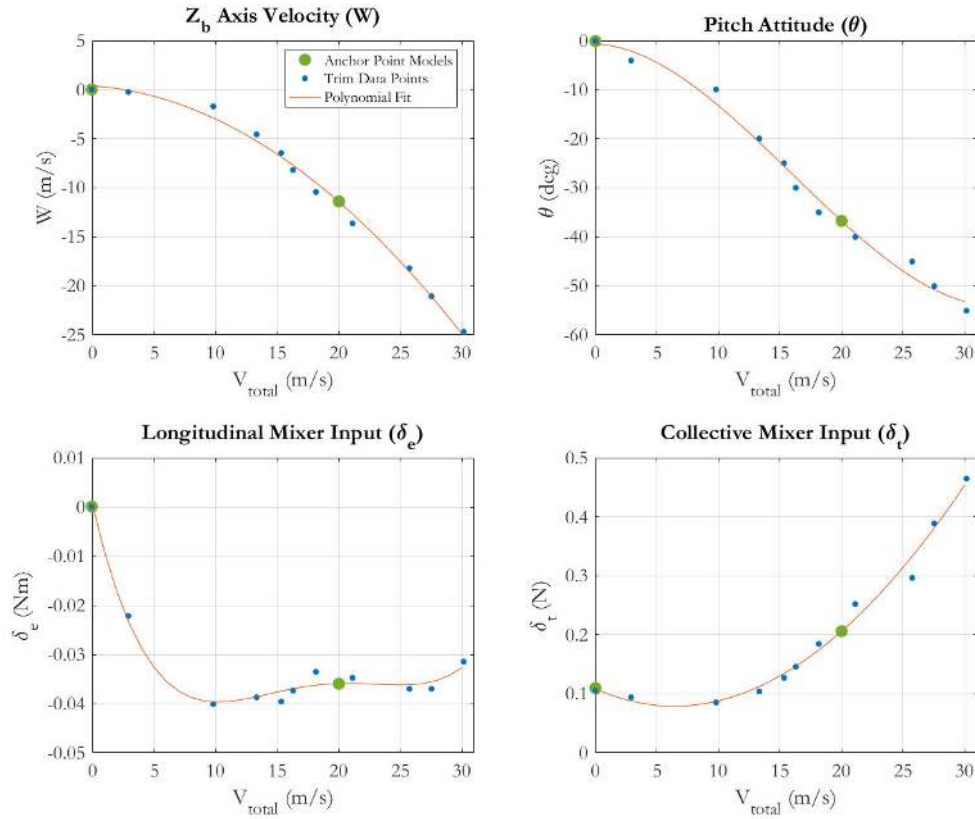 Z_b Axis Velocity (W)
5
0
-5
-10
-15
-20
-25
W (m/s)
0 5 10 15 20 25 30
V_total (m/s)
Anchor Point Models
Trim Data Points
Polynomial Fit
Pitch Attitude (θ)
0
-10
-20
-30
-40
-50
-60
θ (deg)
0 5 10 15 20 25 30
V_total (m/s)
Longitudinal Mixer Input (δ_e)
0.01
0
-0.01
-0.02
-0.03
-0.04
-0.05
δ_e (Nm)
0 5 10 15 20 25 30
V_total (m/s)
Collective Mixer Input (δ_t)
0.5
0.4
0.3
0.2
0.1
0
δ_t (N)
0 5 10 15 20 25 30
V_total (m/s)